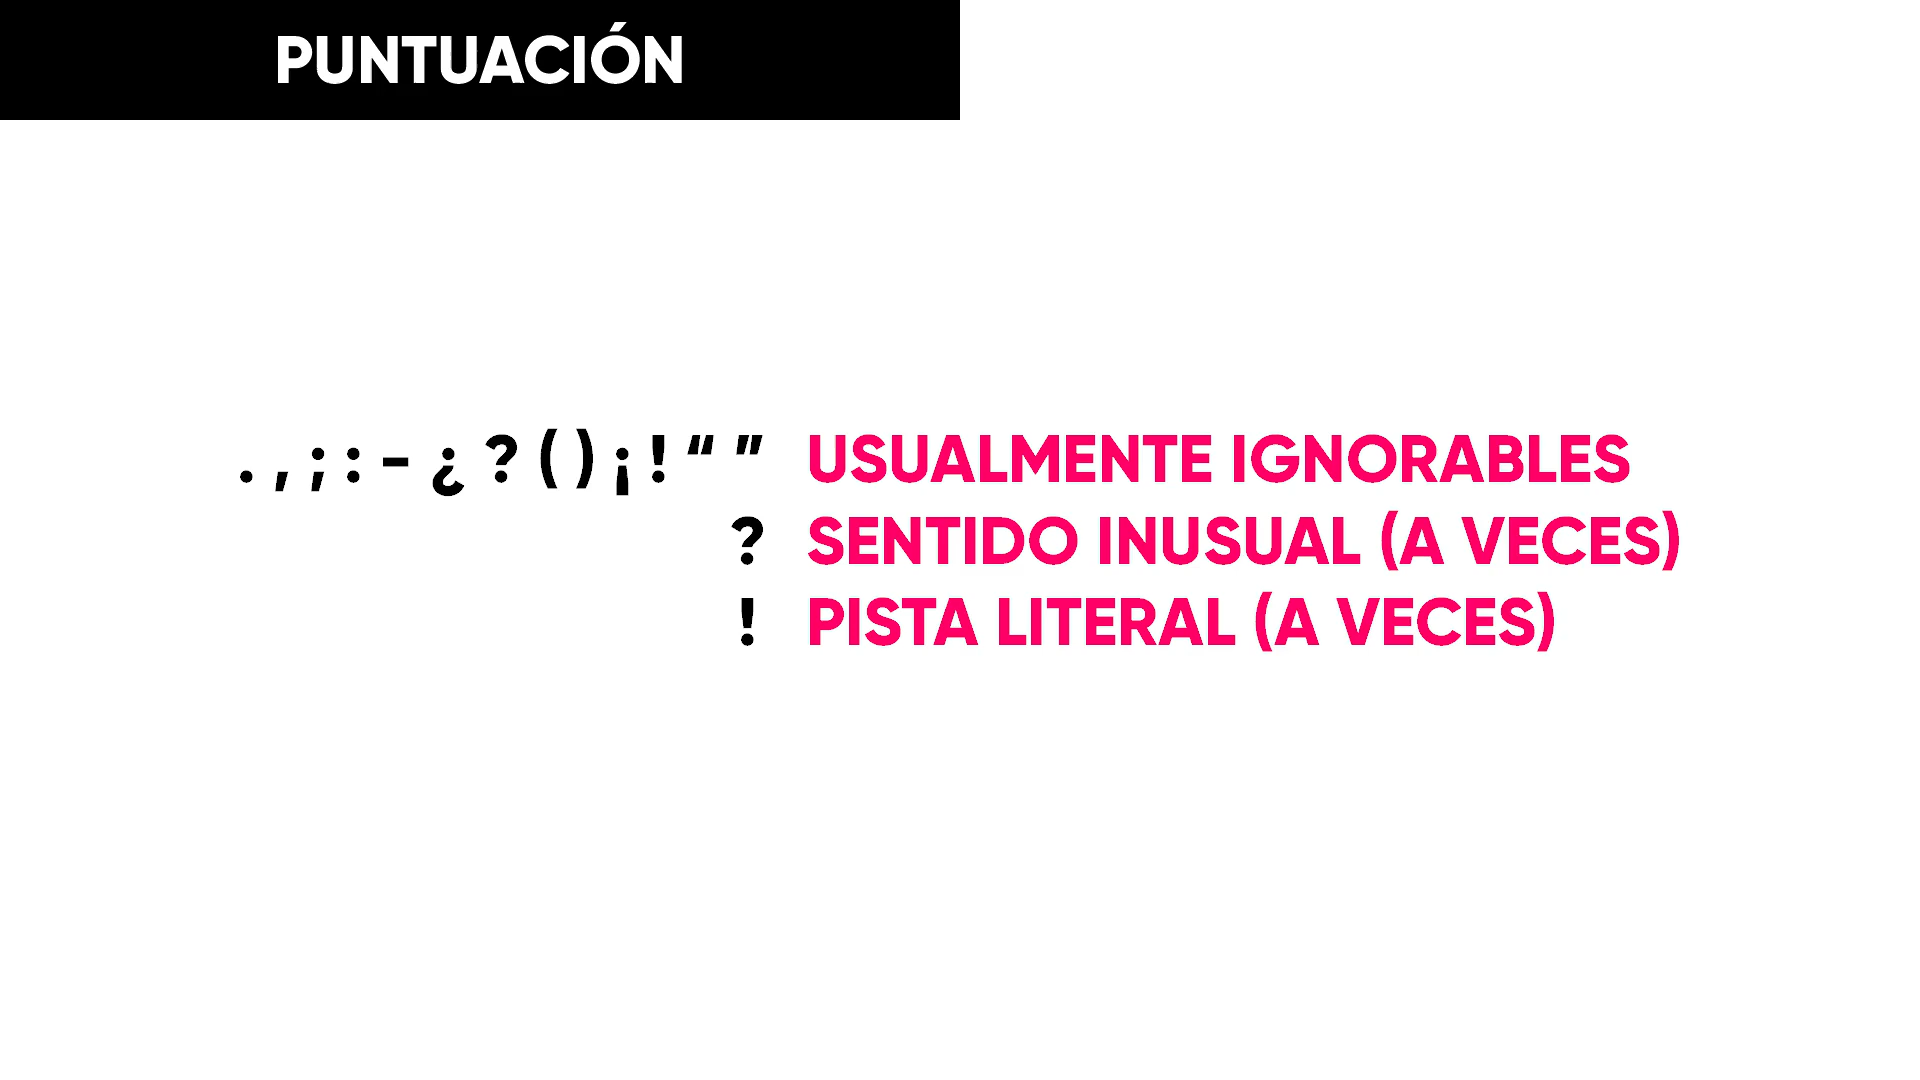 PUNTUACIÓN
. , ; : - ¿ ? ( ) ¡ ! “ ” USUALMENTE IGNORABLES
? SENTIDO INUSUAL (A VECES)
! PISTA LITERAL (A VECES)